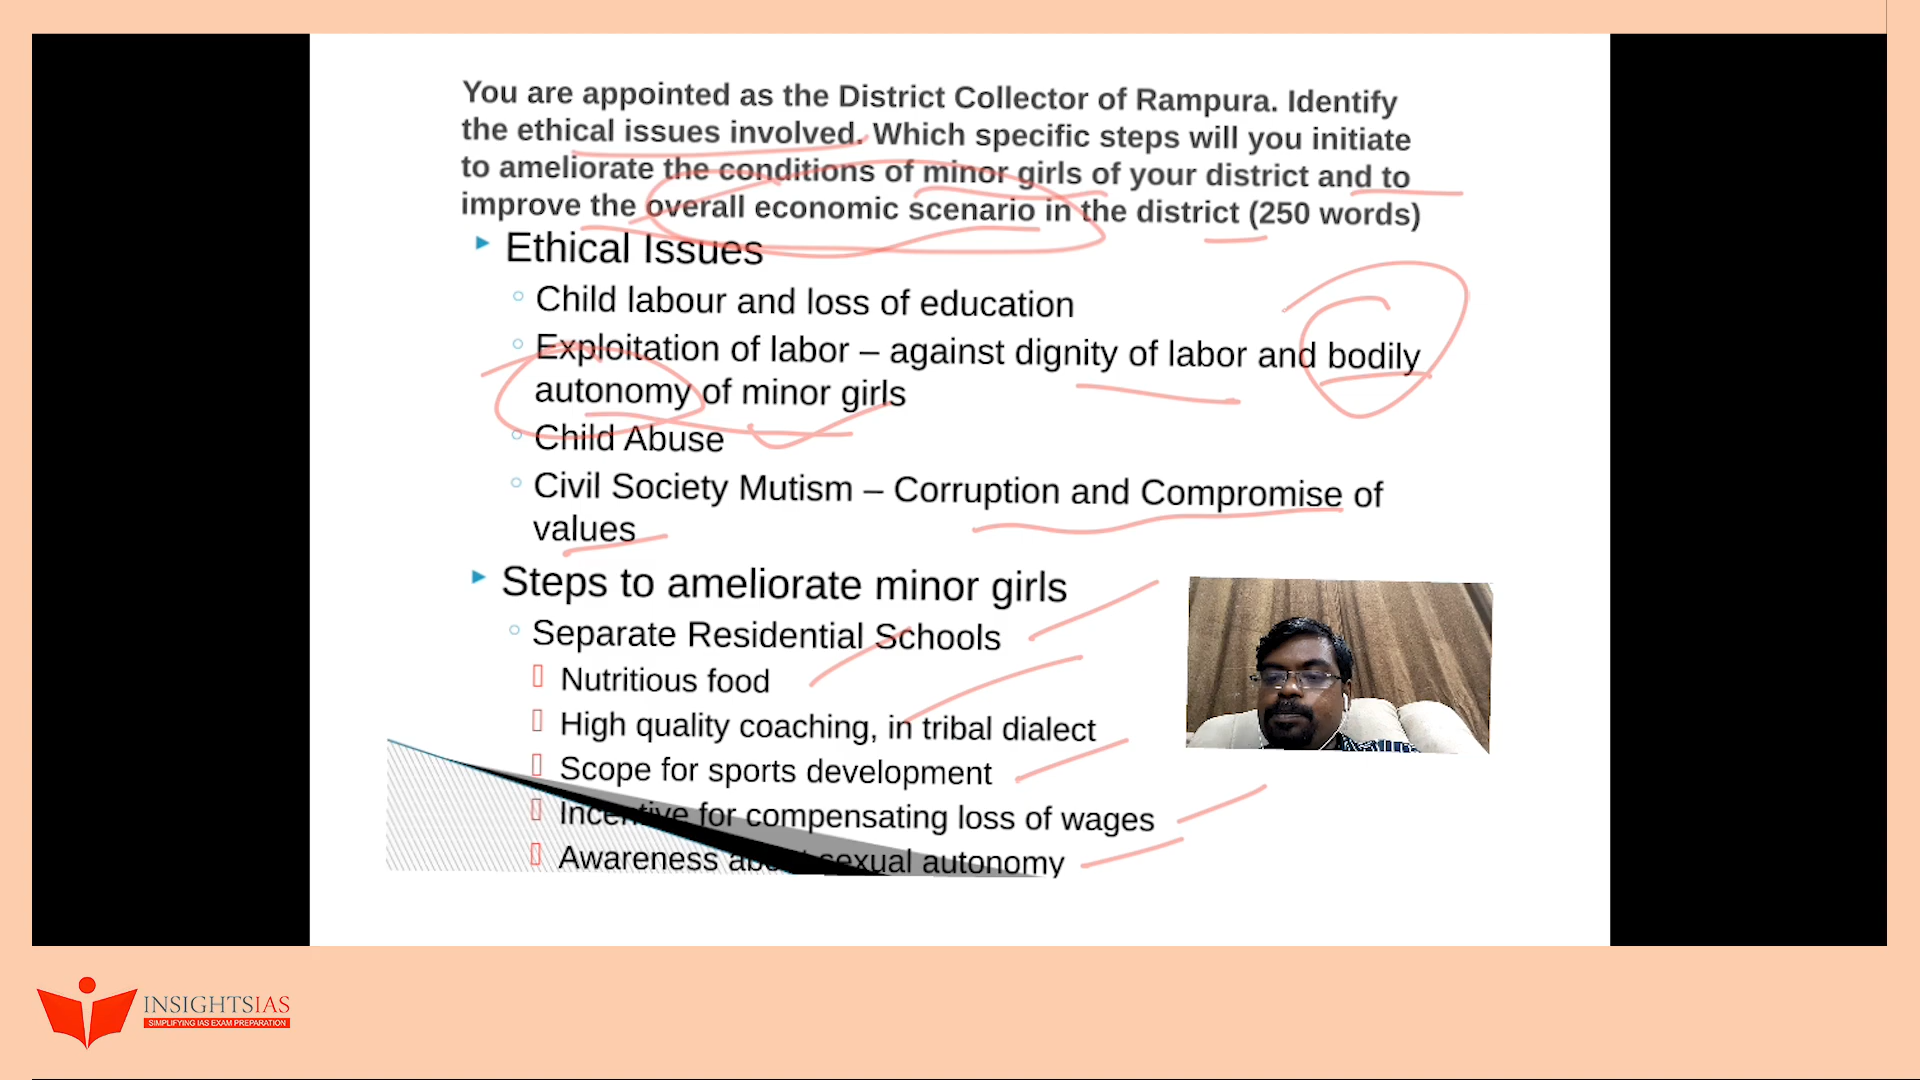 You are appointed as the District Collector of Rampura. Identify
the ethical issues involved. Which specific steps will you initiate
to ameliorate the conditions of minor girls of your district and to
improve the overall economic scenario in the district (250 words)
Ethical Issues
Child labour and loss of education
Exploitation of labor – against dignity of labor and bodily
autonomy of minor girls
Child Abuse
Civil Society Mutism – Corruption and Compromise of
values
Steps to ameliorate minor girls
Separate Residential Schools
Nutritious food
High quality coaching, in tribal dialect
Scope for sports development
Incentive for compensating loss of wages
Awareness about sexual autonomy
INSIGHTSIAS
SIMPLIFYING IAS EXAM PREPARATION